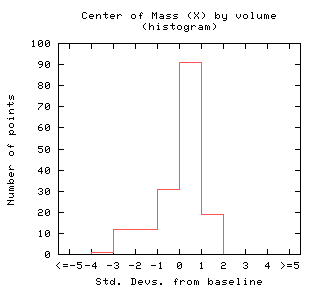 Center of Mass (X) by volume
(histogram)
Number of points
100
90
80
70
60
50
40
30
20
10
0
<=-5 -4 -3 -2 -1 0 1 2 3 4 >=5
Std. Devs. from baseline